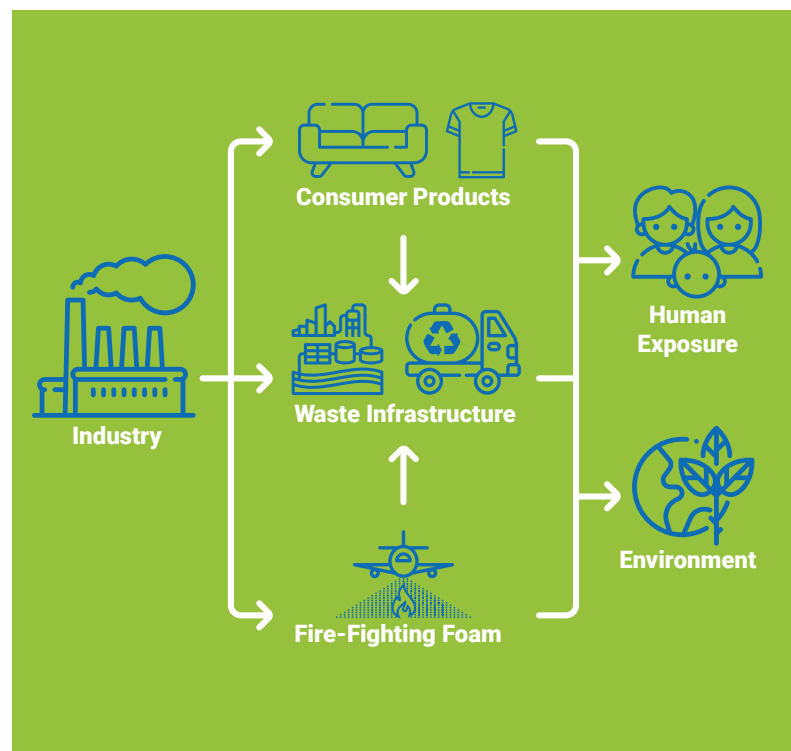 Consumer Products
Human
Exposure
Waste Infrastructure
Industry
Environment
Fire-Fighting Foam